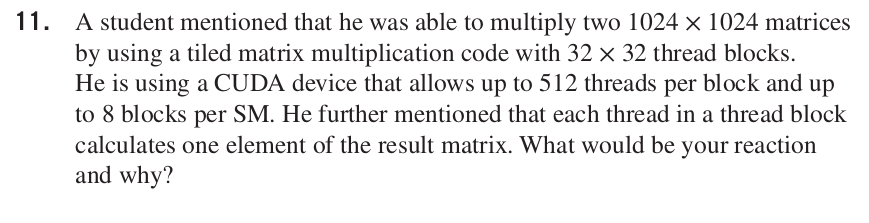 11. A student mentioned that he was able to multiply two 1024 × 1024 matrices
by using a tiled matrix multiplication code with 32 × 32 thread blocks.
He is using a CUDA device that allows up to 512 threads per block and up
to 8 blocks per SM. He further mentioned that each thread in a thread block
calculates one element of the result matrix. What would be your reaction
and why?